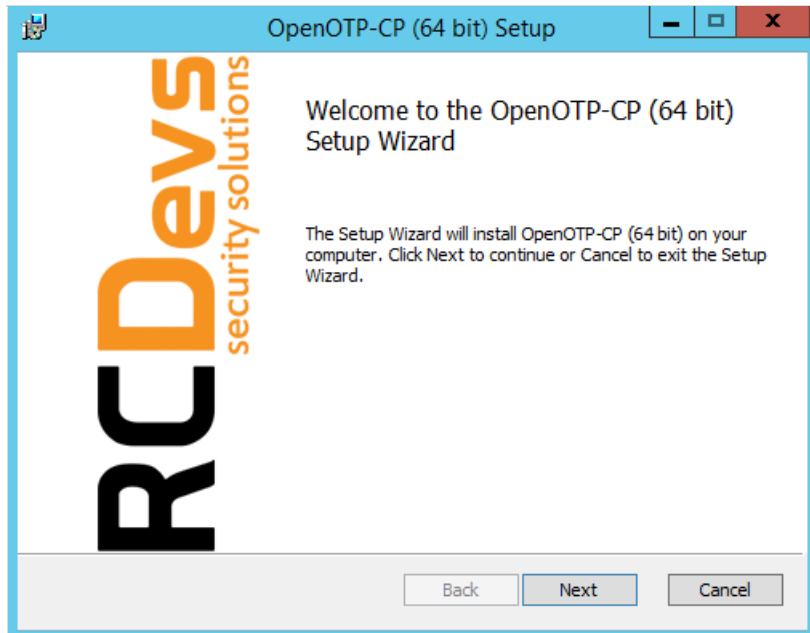 OpenOTP-CP (64 bit) Setup
RCDevs
security solutions
Welcome to the OpenOTP-CP (64 bit)
Setup Wizard
The Setup Wizard will install OpenOTP-CP (64 bit) on your
computer. Click Next to continue or Cancel to exit the Setup
Wizard.
Back
Next
Cancel